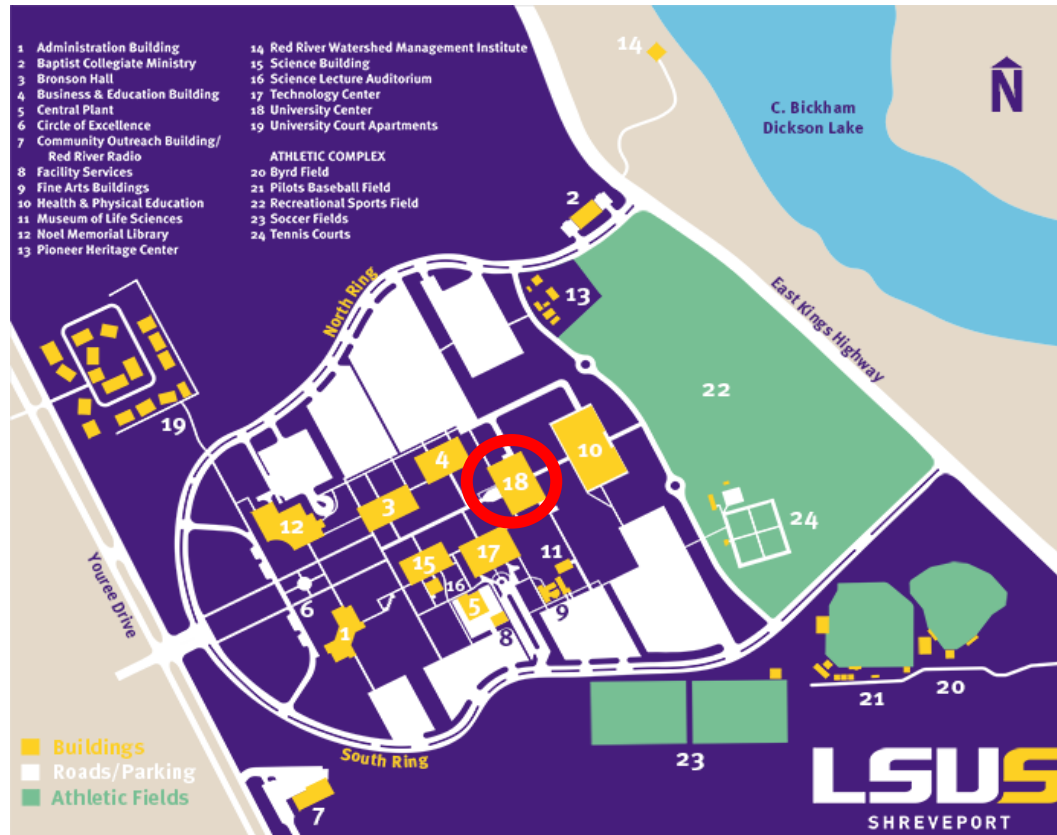 1 Administration Building
2 Baptist Collegiate Ministry
3 Bronson Hall
4 Business & Education Building
5 Central Plant
6 Circle of Excellence
7 Community Outreach Building/
Red River Radio
8 Facility Services
9 Fine Arts Buildings
10 Health & Physical Education
11 Museum of Life Sciences
12 Noel Memorial Library
13 Pioneer Heritage Center
14 Red River Watershed Management Institute
15 Science Building
16 Science Lecture Auditorium
17 Technology Center
18 University Center
19 University Court Apartments
ATHLETIC COMPLEX
20 Byrd Field
21 Pilots Baseball Field
22 Recreational Sports Field
23 Soccer Fields
24 Tennis Courts
14
N
C. Bickham
Dickson Lake
2
North Ring
13
East Kings Highway
22
19
4
10
18
3
12
24
17
15
11
16
Youree Drive
6
5
9
1
8
21
20
South Ring
23
7
Buildings
Roads/Parking
Athletic Fields
LSUS
SHREVEPORT